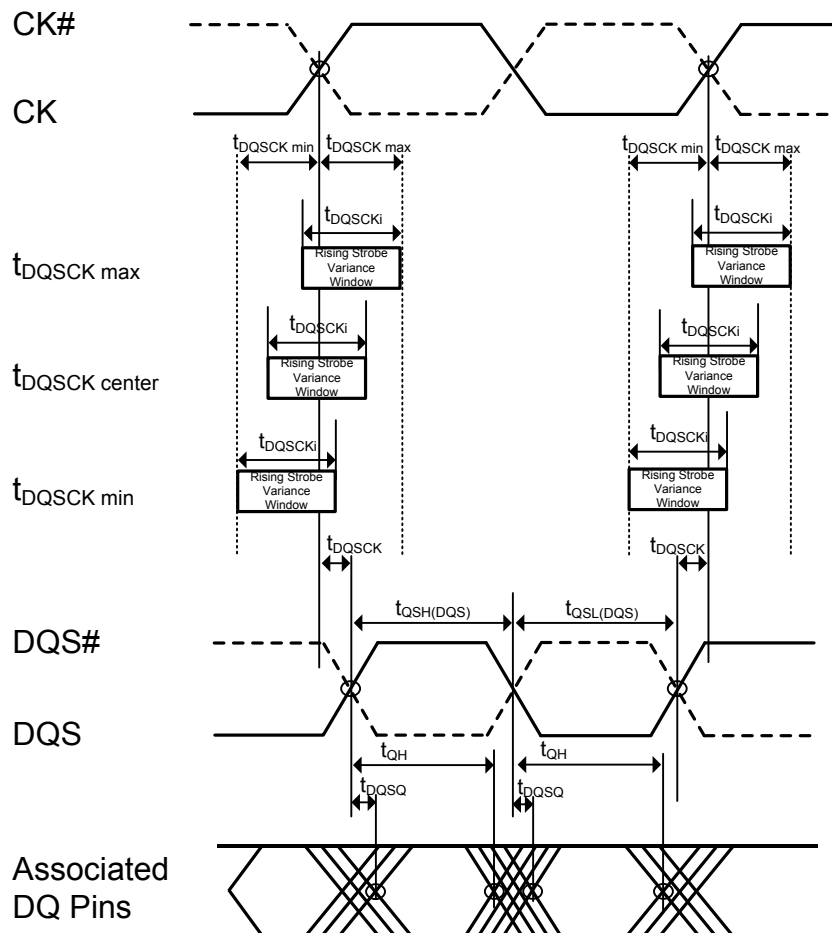 CK#
CK
tDQSCK min tDQSCK max tDQSCK min tDQSCK max
tDQSCKi tDQSCKi
tDQSCK max
Rising Strobe
Variance
Window
Rising Strobe
Variance
Window
tDQSCKi tDQSCKi
tDQSCK center
Rising Strobe
Variance
Window
Rising Strobe
Variance
Window
tDQSCKi tDQSCKi
tDQSCK min
Rising Strobe
Variance
Window
Rising Strobe
Variance
Window
tDQSCK tDQSCK
tQSH(DQS) tQSL(DQS)
DQS#
DQS
tQH tQH
tDQSQ tDQSQ
Associated
DQ Pins